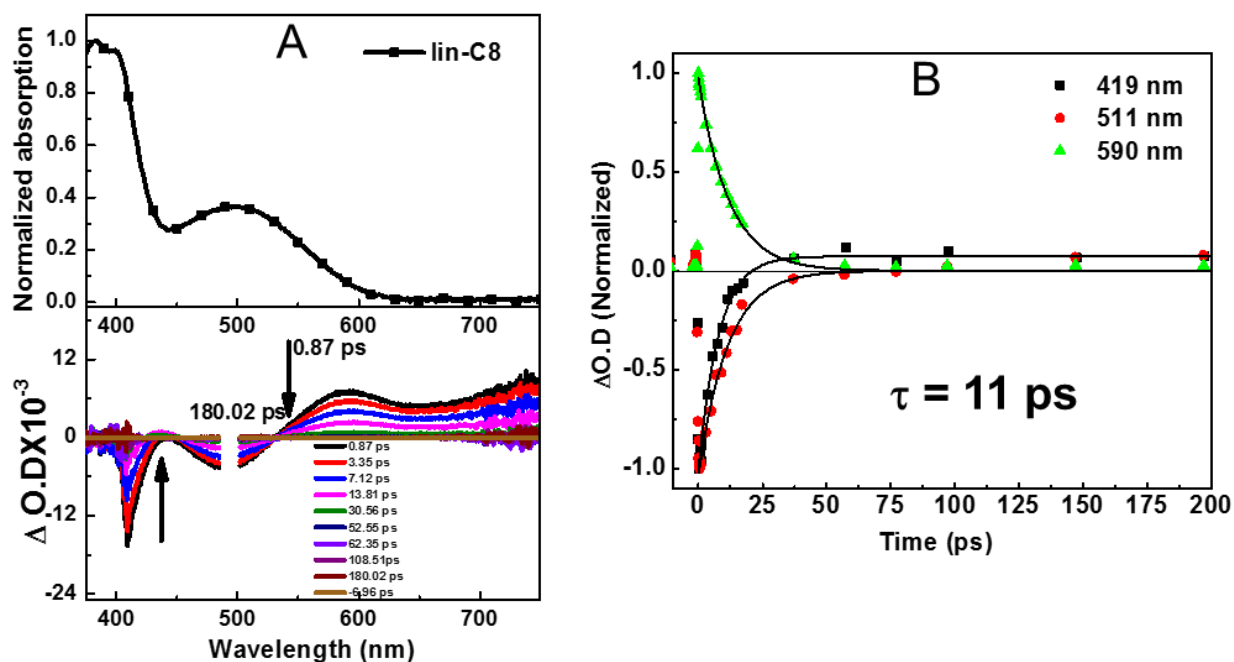 A
lin-C8
Normalized absorption
1.0
0.8
0.6
0.4
0.2
0.0
400 500 600 700
0.87 ps
180.02 ps
Δ O.DX10⁻³
12
0
-12
-24
0.87 ps
3.35 ps
7.12 ps
13.81 ps
30.56 ps
52.55 ps
62.35 ps
108.51ps
180.02 ps
-6.96 ps
400 500 600 700
Wavelength (nm)
B
419 nm
511 nm
590 nm
ΔO.D (Normalized)
1.0
0.5
0.0
-0.5
-1.0
τ = 11 ps
0 25 50 75 100 125 150 175 200
Time (ps)